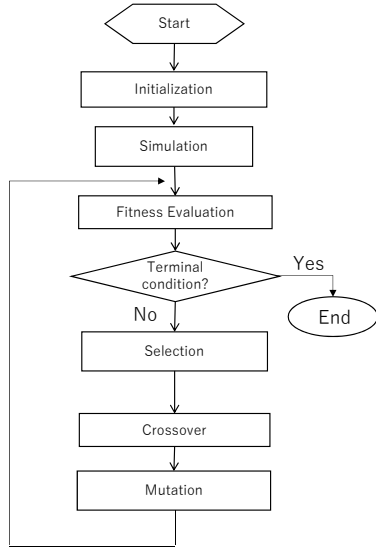 Start
Initialization
Simulation
Fitness Evaluation
Terminal
condition?
Yes
End
No
Selection
Crossover
Mutation